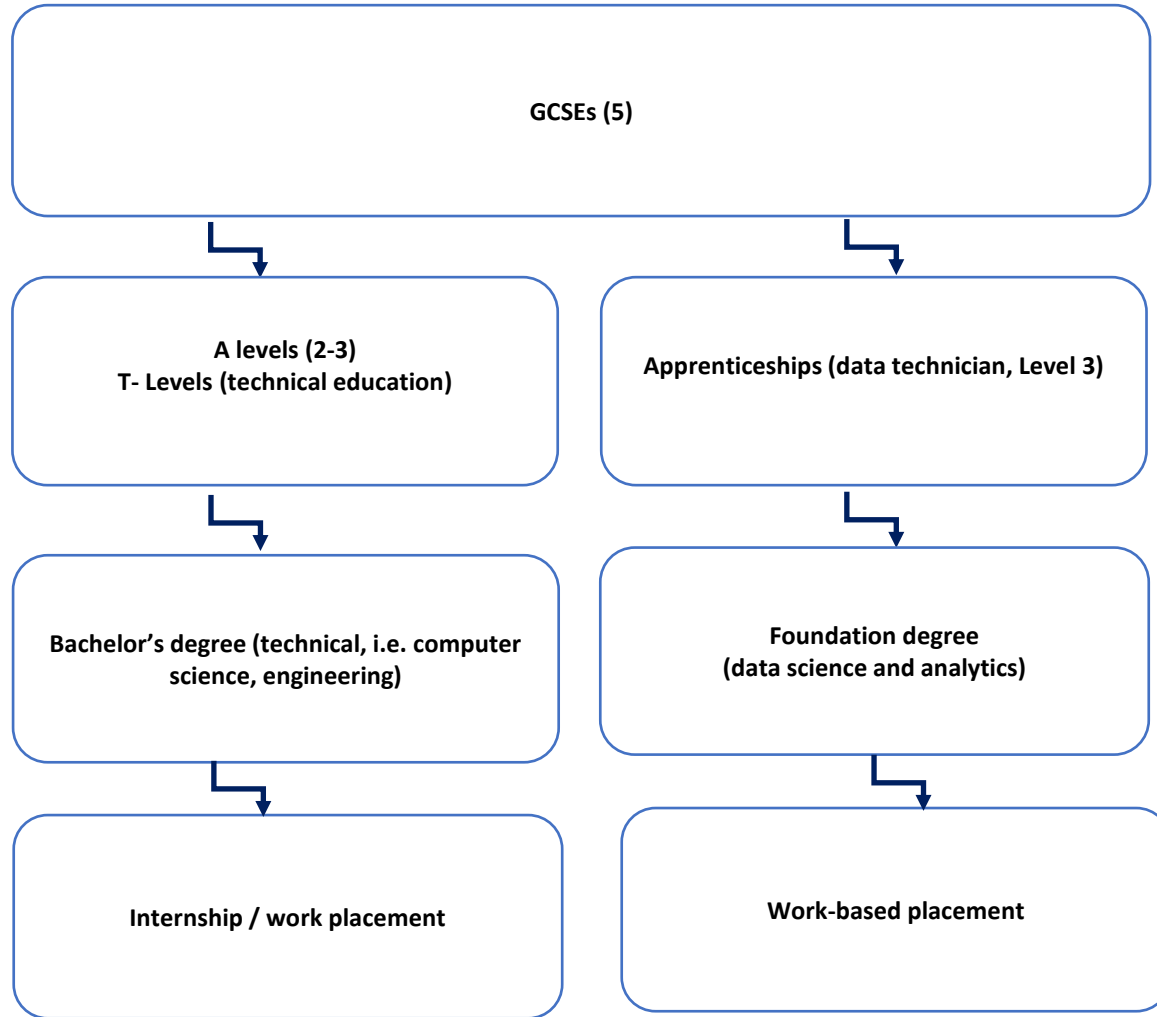 GCSEs (5)
A levels (2-3)
T- Levels (technical education)
Apprenticeships (data technician, Level 3)
Bachelor’s degree (technical, i.e. computer
science, engineering)
Foundation degree
(data science and analytics)
Internship / work placement
Work-based placement